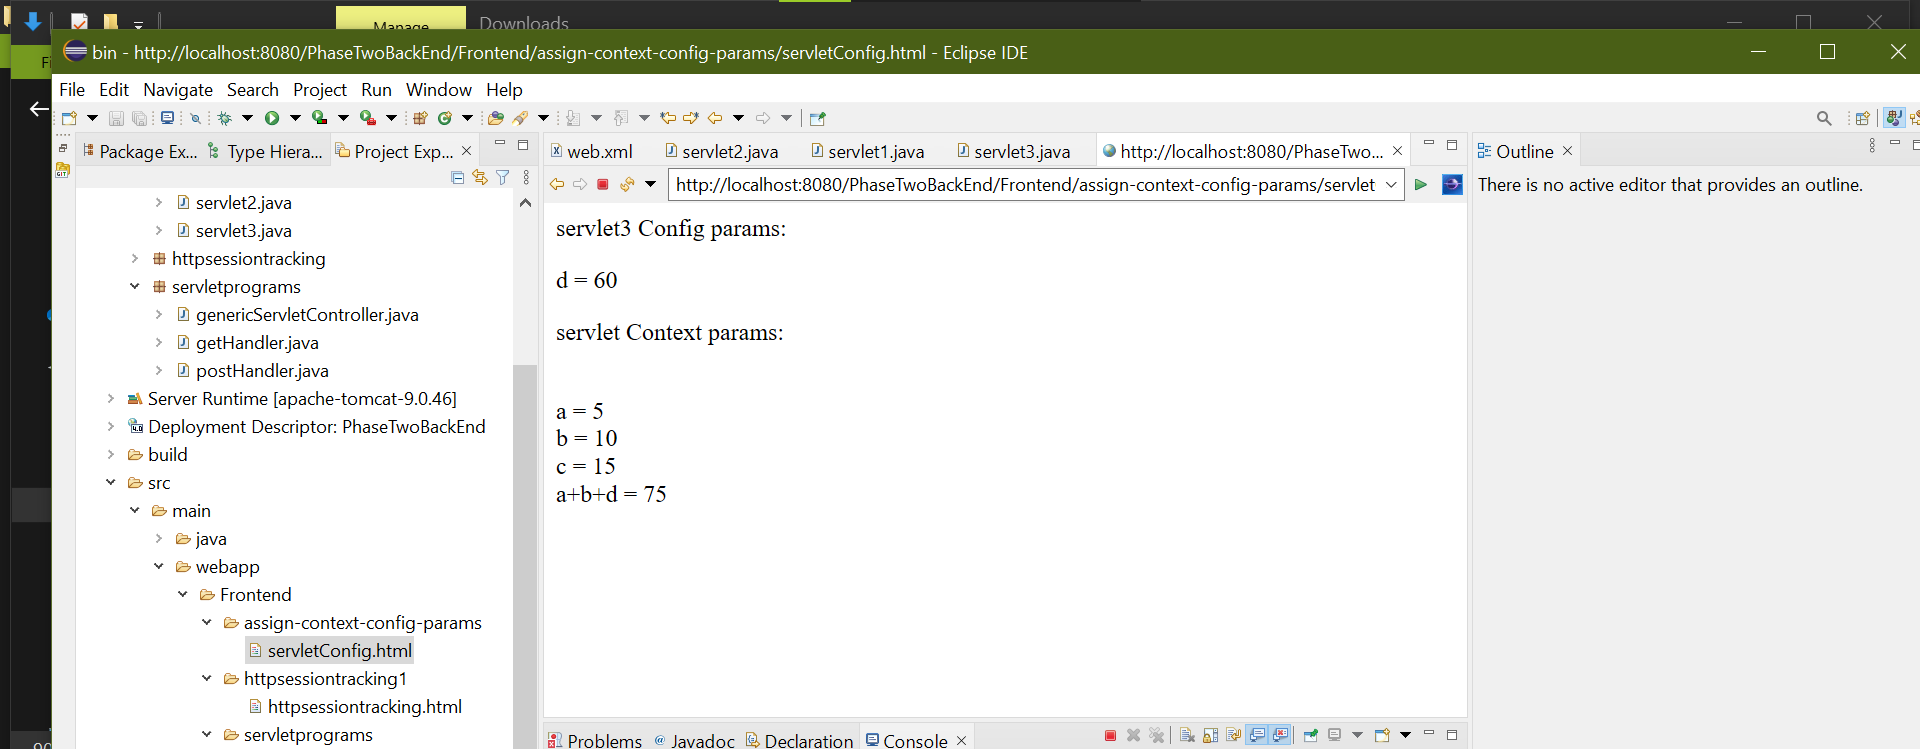 Manage
Downloads
bin - http://localhost:8080/PhaseTwoBackEnd/Frontend/assign-context-config-params/servletConfig.html - Eclipse IDE
File Edit Navigate Search Project Run Window Help
Package Ex... Type Hiera... Project Exp...
web.xml servlet2.java servlet1.java servlet3.java http://localhost:8080/PhaseTwo...
Outline
http://localhost:8080/PhaseTwoBackEnd/Frontend/assign-context-config-params/servlet
There is no active editor that provides an outline.
servlet2.java
servlet3.java
httpsessiontracking
servletprograms
genericServletController.java
getHandler.java
postHandler.java
Server Runtime [apache-tomcat-9.0.46]
Deployment Descriptor: PhaseTwoBackEnd
build
src
main
java
webapp
Frontend
assign-context-config-params
servletConfig.html
httpsessiontracking1
httpsessiontracking.html
servletprograms
servlet3 Config params:
d = 60
servlet Context params:
a = 5
b = 10
c = 15
a+b+d = 75
Problems @ Javadoc Declaration Console